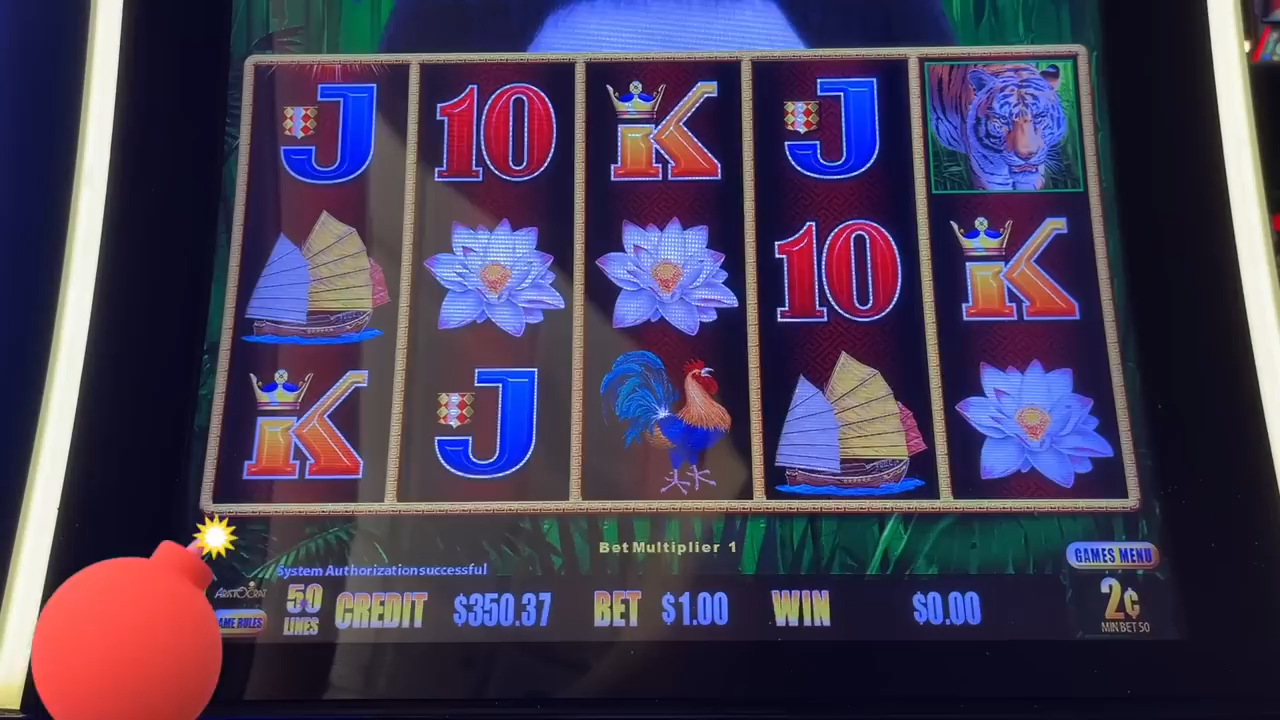 J 10 K J
10 K
K J
Bet Multiplier 1
GAMES MENU
System Authorization successful
ARISTOCRAT
GAME RULES
50 LINES CREDIT $350.37 BET $1.00 WIN $0.00 2¢
MIN BET 50